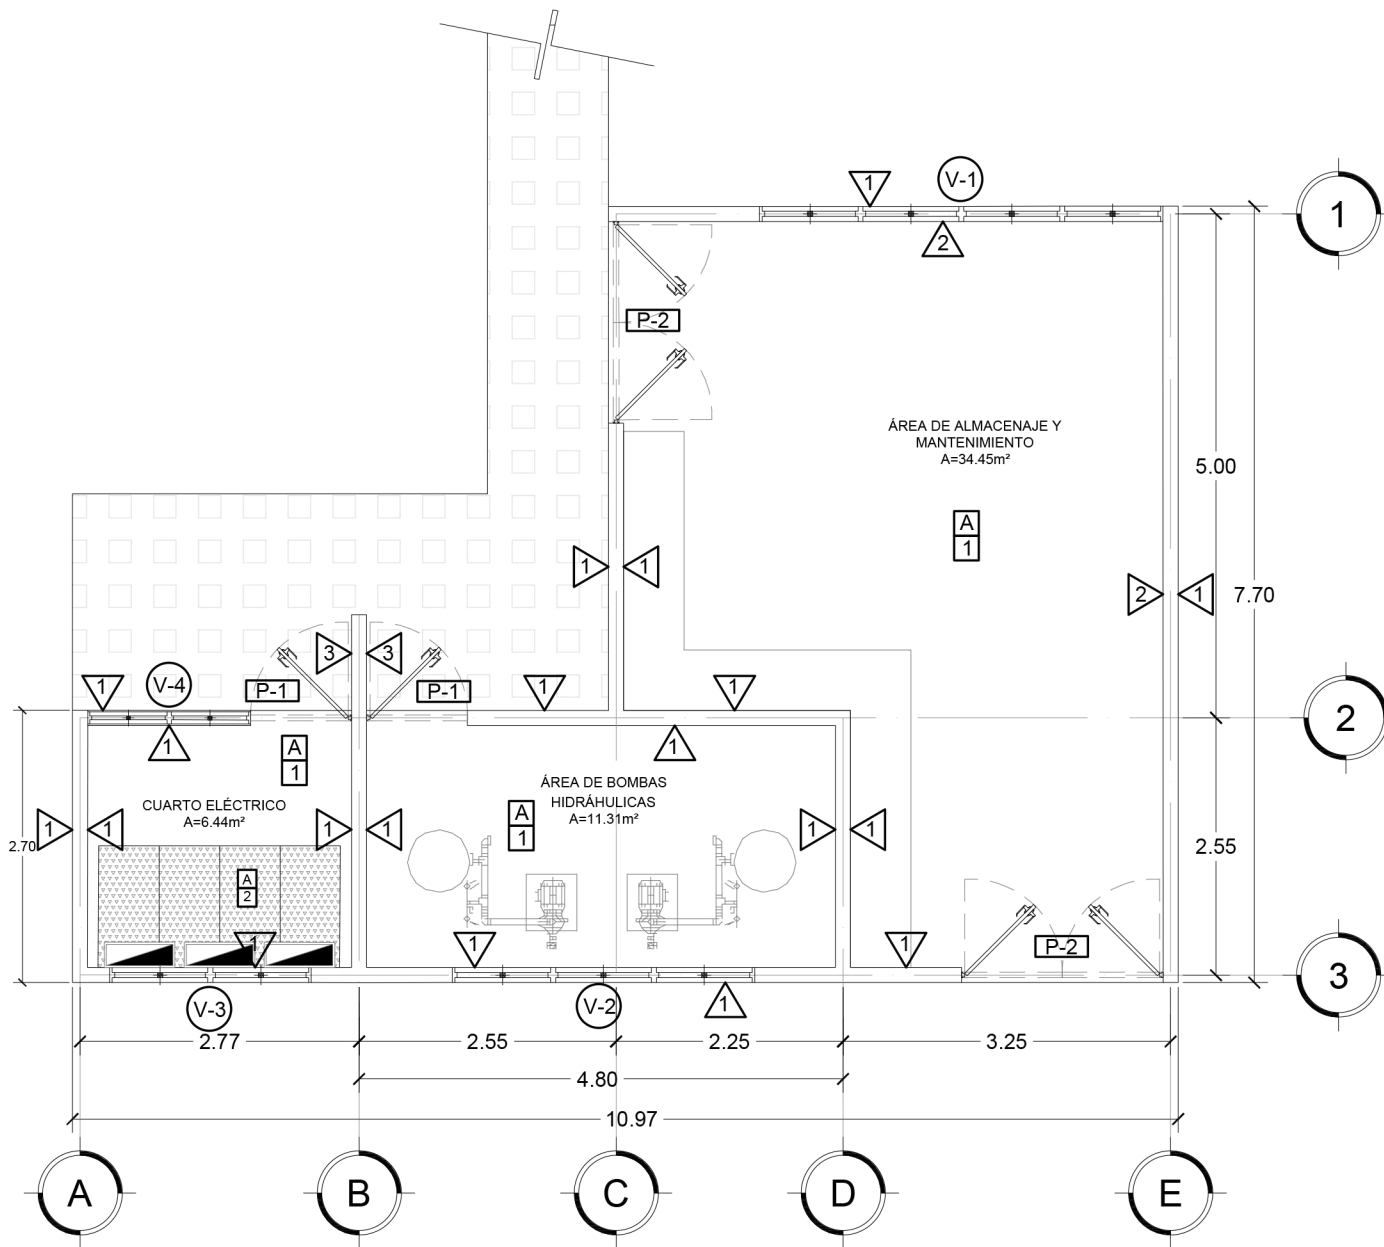 1
V-1
1
2
P-2
ÁREA DE ALMACENAJE Y
MANTENIMIENTO
A=34.45m²
5.00
A
1
1
1
2
1
7.70
3
3
1
V-4
P-1
P-1
1
1
2
1
A
1
1
ÁREA DE BOMBAS
HIDRÁHULICAS
A=11.31m²
CUARTO ELÉCTRICO
A=6.44m²
A
1
1
1
1
1
1
1
2.70
2.55
A
2
1
1
1
P-2
3
V-3
V-2
1
2.77
2.55
2.25
3.25
4.80
10.97
A
B
C
D
E